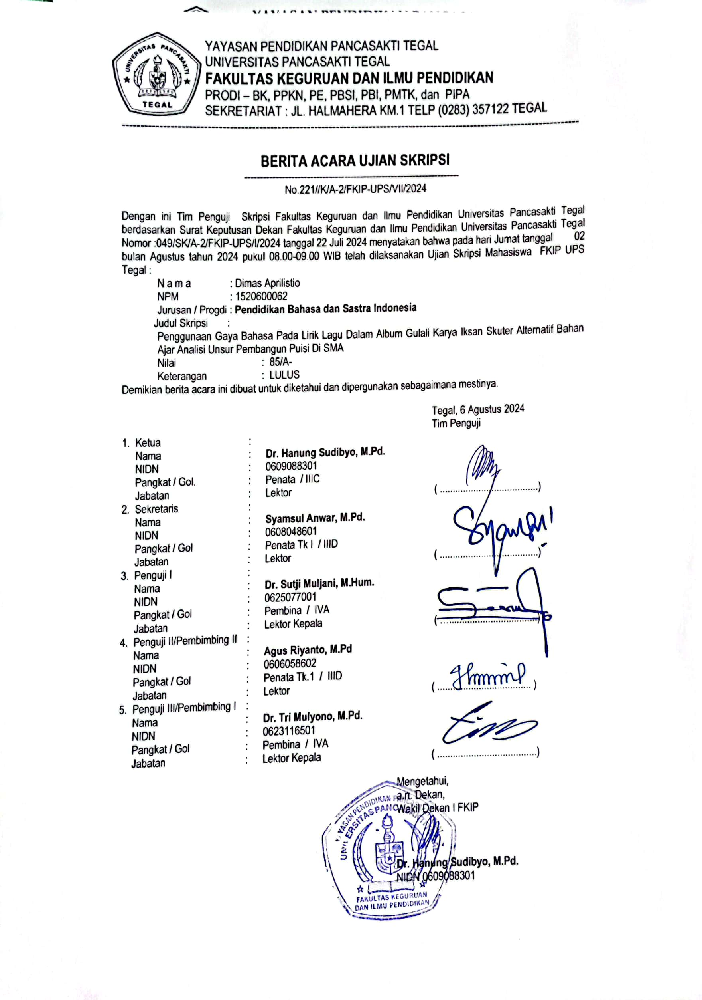 UNIVERSITAS PANCASAKTI
TEGAL
YAYASAN PENDIDIKAN PANCASAKTI TEGAL
UNIVERSITAS PANCASAKTI TEGAL
FAKULTAS KEGURUAN DAN ILMU PENDIDIKAN
PRODI – BK, PPKN, PE, PBSI, PBI, PMTK, dan PIPA
SEKRETARIAT : JL. HALMAHERA KM.1 TELP (0283) 357122 TEGAL
BERITA ACARA UJIAN SKRIPSI
No.221//K/A-2/FKIP-UPS/VII/2024
Dengan ini Tim Penguji Skripsi Fakultas Keguruan dan Ilmu Pendidikan Universitas Pancasakti Tegal
berdasarkan Surat Keputusan Dekan Fakultas Keguruan dan Ilmu Pendidikan Universitas Pancasakti Tegal
Nomor :049/SK/A-2/FKIP-UPS/I/2024 tanggal 22 Juli 2024 menyatakan bahwa pada hari Jumat tanggal 02
bulan Agustus tahun 2024 pukul 08.00-09.00 WIB telah dilaksanakan Ujian Skripsi Mahasiswa FKIP UPS
Tegal :
N a m a : Dimas Aprilistio
NPM : 1520600062
Jurusan / Progdi : Pendidikan Bahasa dan Sastra Indonesia
Judul Skripsi :
Penggunaan Gaya Bahasa Pada Lirik Lagu Dalam Album Gulali Karya Iksan Skuter Alternatif Bahan
Ajar Analisi Unsur Pembangun Puisi Di SMA
Nilai : 85/A-
Keterangan : LULUS
Demikian berita acara ini dibuat untuk diketahui dan dipergunakan sebagaimana mestinya.
Tegal, 6 Agustus 2024
Tim Penguji
1. Ketua :
Nama : Dr. Hanung Sudibyo, M.Pd.
NIDN : 0609088301
Pangkat / Gol. : Penata / IIIC
Jabatan : Lektor (....................................)
2. Sekretaris :
Nama : Syamsul Anwar, M.Pd.
NIDN : 0608048601
Pangkat / Gol : Penata Tk I / IIID
Jabatan : Lektor (....................................)
3. Penguji I :
Nama : Dr. Sutji Muljani, M.Hum.
NIDN : 0625077001
Pangkat / Gol : Pembina / IVA
Jabatan : Lektor Kepala (....................................)
4. Penguji II/Pembimbing II :
Nama : Agus Riyanto, M.Pd
NIDN : 0606058602
Pangkat / Gol : Penata Tk.1 / IIID
Jabatan : Lektor (....................................)
5. Penguji III/Pembimbing I :
Nama : Dr. Tri Mulyono, M.Pd.
NIDN : 0623116501
Pangkat / Gol : Pembina / IVA
Jabatan : Lektor Kepala (....................................)
Mengetahui,
a.n. Dekan,
Wakil Dekan I FKIP
Dr. Hanung Sudibyo, M.Pd.
NIDN 0609088301
FAKULTAS KEGURUAN
DAN ILMU PENDIDIKAN